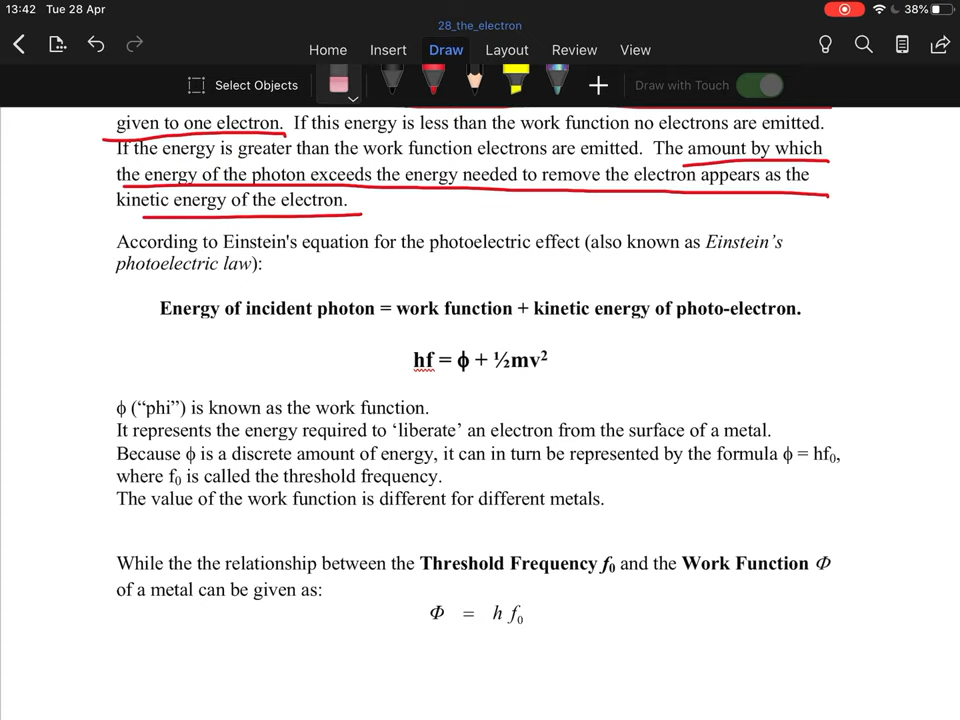 13:42 Tue 28 Apr
38%
28_the_electron
Home Insert Draw Layout Review View
Select Objects
Draw with Touch
given to one electron. If this energy is less than the work function no electrons are emitted.
If the energy is greater than the work function electrons are emitted. The amount by which
the energy of the photon exceeds the energy needed to remove the electron appears as the
kinetic energy of the electron.
According to Einstein's equation for the photoelectric effect (also known as Einstein's
photoelectric law):
Energy of incident photon = work function + kinetic energy of photo-electron.
hf = ϕ + ½mv²
ϕ ("phi") is known as the work function.
It represents the energy required to 'liberate' an electron from the surface of a metal.
Because ϕ is a discrete amount of energy, it can in turn be represented by the formula ϕ = hf₀,
where f₀ is called the threshold frequency.
The value of the work function is different for different metals.
While the the relationship between the Threshold Frequency f₀ and the Work Function Φ
of a metal can be given as:
Φ = h f₀